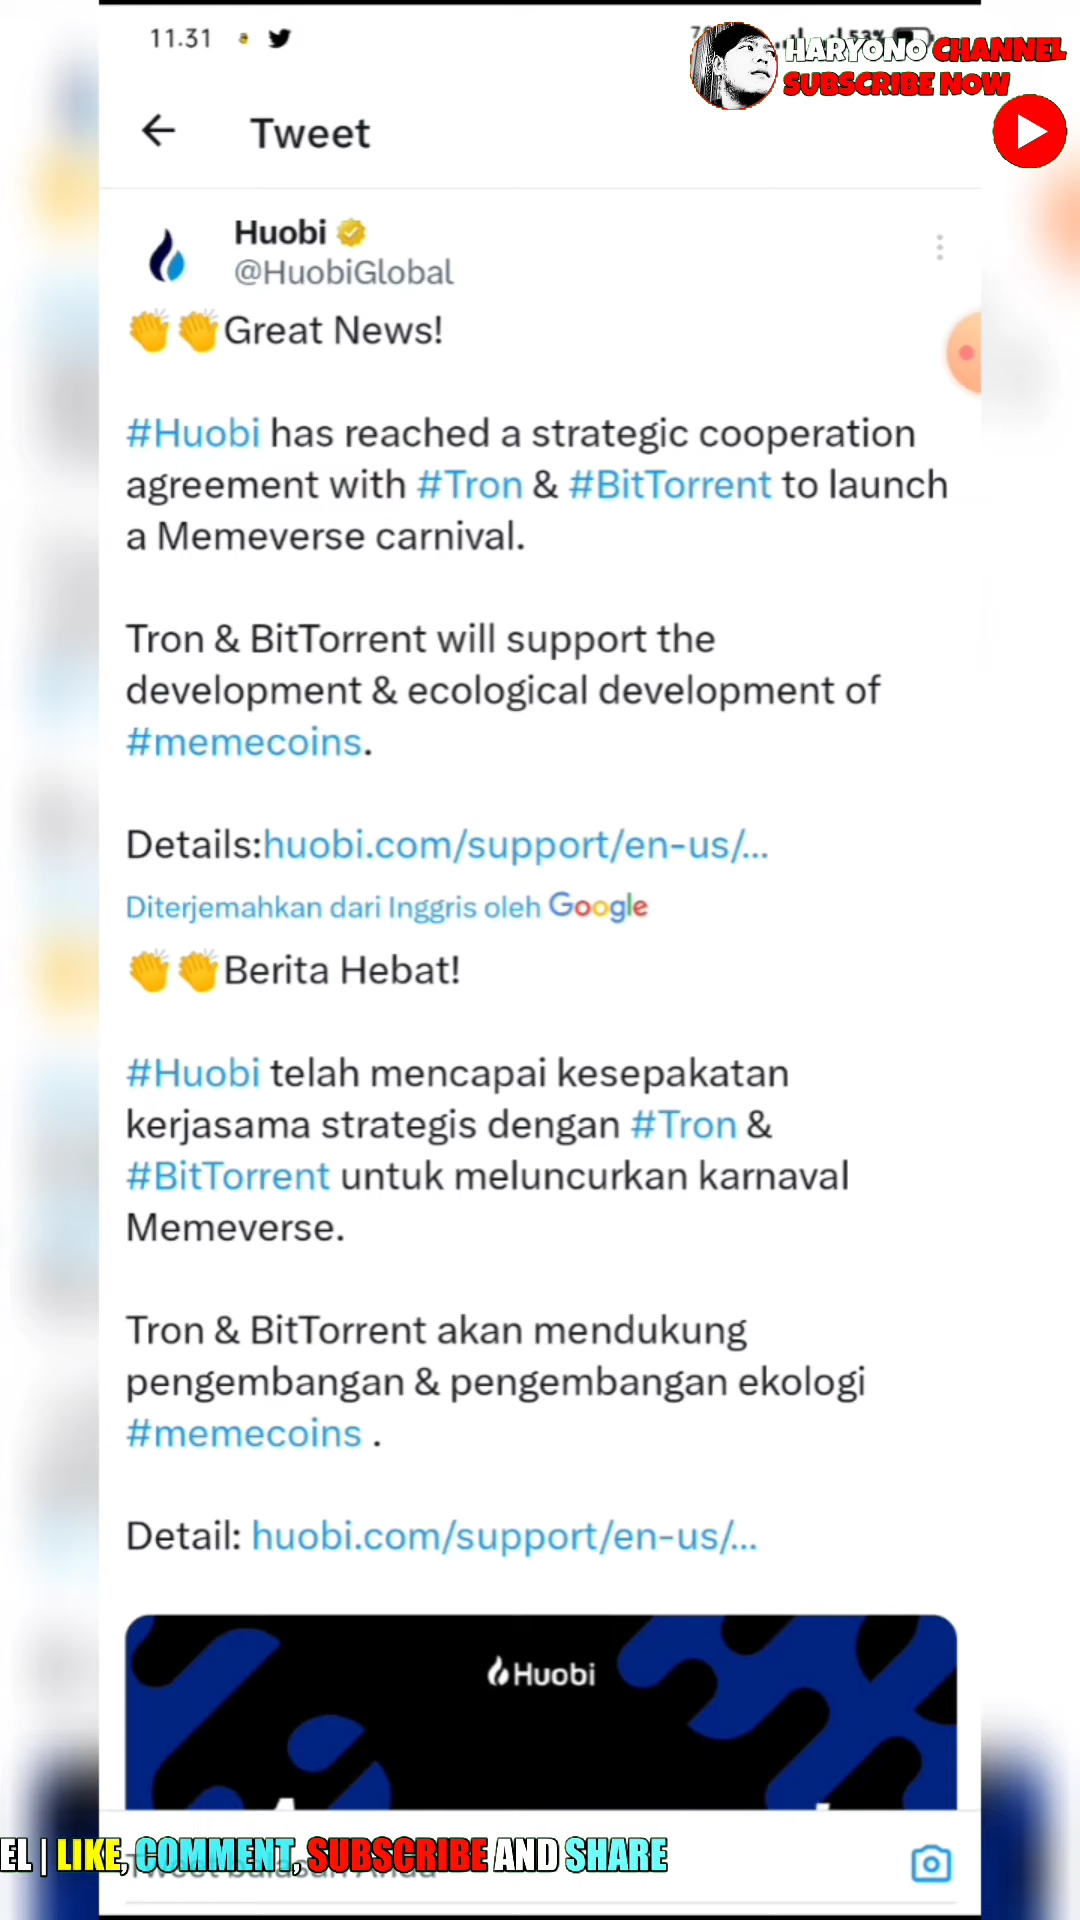 11.31
53%
HARYONO CHANNEL
SUBSCRIBE NOW
Tweet
Huobi
@HuobiGlobal
👏👏Great News!
#Huobi has reached a strategic cooperation
agreement with #Tron & #BitTorrent to launch
a Memeverse carnival.
Tron & BitTorrent will support the
development & ecological development of
#memecoins.
Details:huobi.com/support/en-us/...
Diterjemahkan dari Inggris oleh Google
👏👏Berita Hebat!
#Huobi telah mencapai kesepakatan
kerjasama strategis dengan #Tron &
#BitTorrent untuk meluncurkan karnaval
Memeverse.
Tron & BitTorrent akan mendukung
pengembangan & pengembangan ekologi
#memecoins .
Detail: huobi.com/support/en-us/...
Huobi
EL | LIKE, COMMENT, SUBSCRIBE AND SHARE